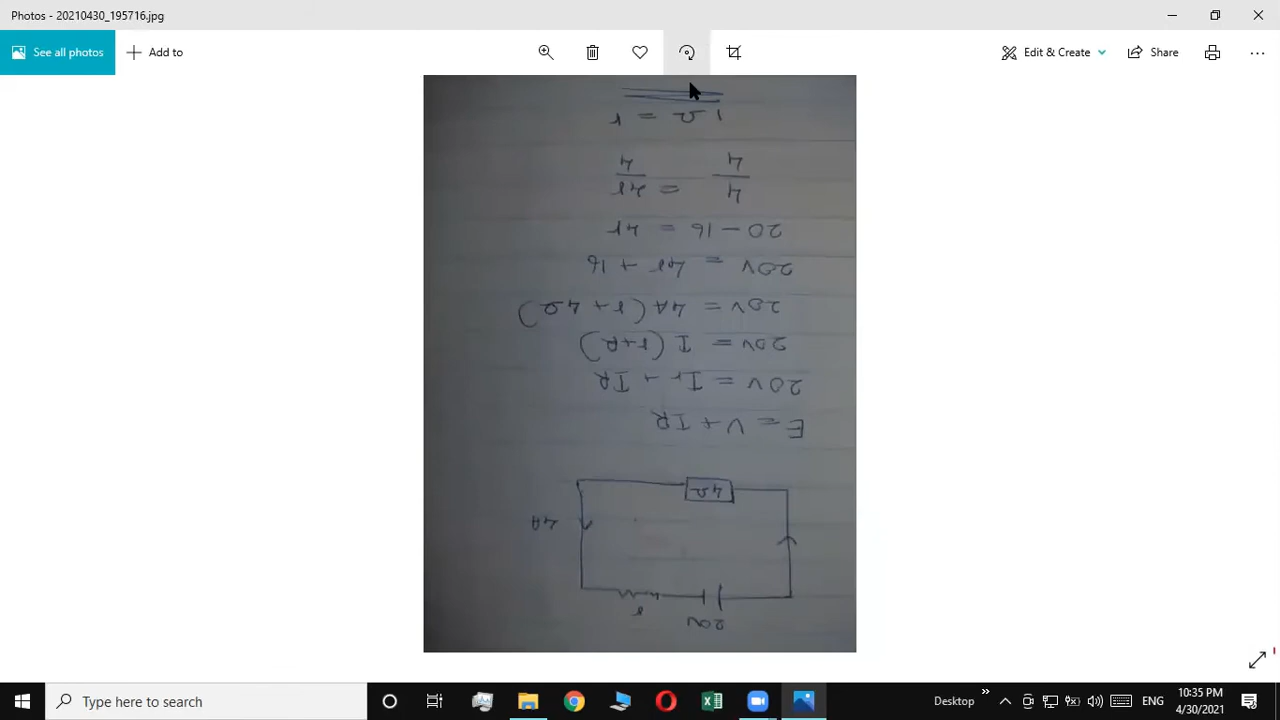 Photos - 20210430_195716.jpg
See all photos
Add to
Edit & Create
Share
20V
r
4A
4Ω
E = V + IR
20V = Ir + IR
20V = I (r+R)
20V = 4A (r + 4Ω)
20V = 4r + 16
20 - 16 = 4r
4/4 = 4r/4
1Ω = r
Type here to search
Desktop
ENG
10:35 PM
4/30/2021